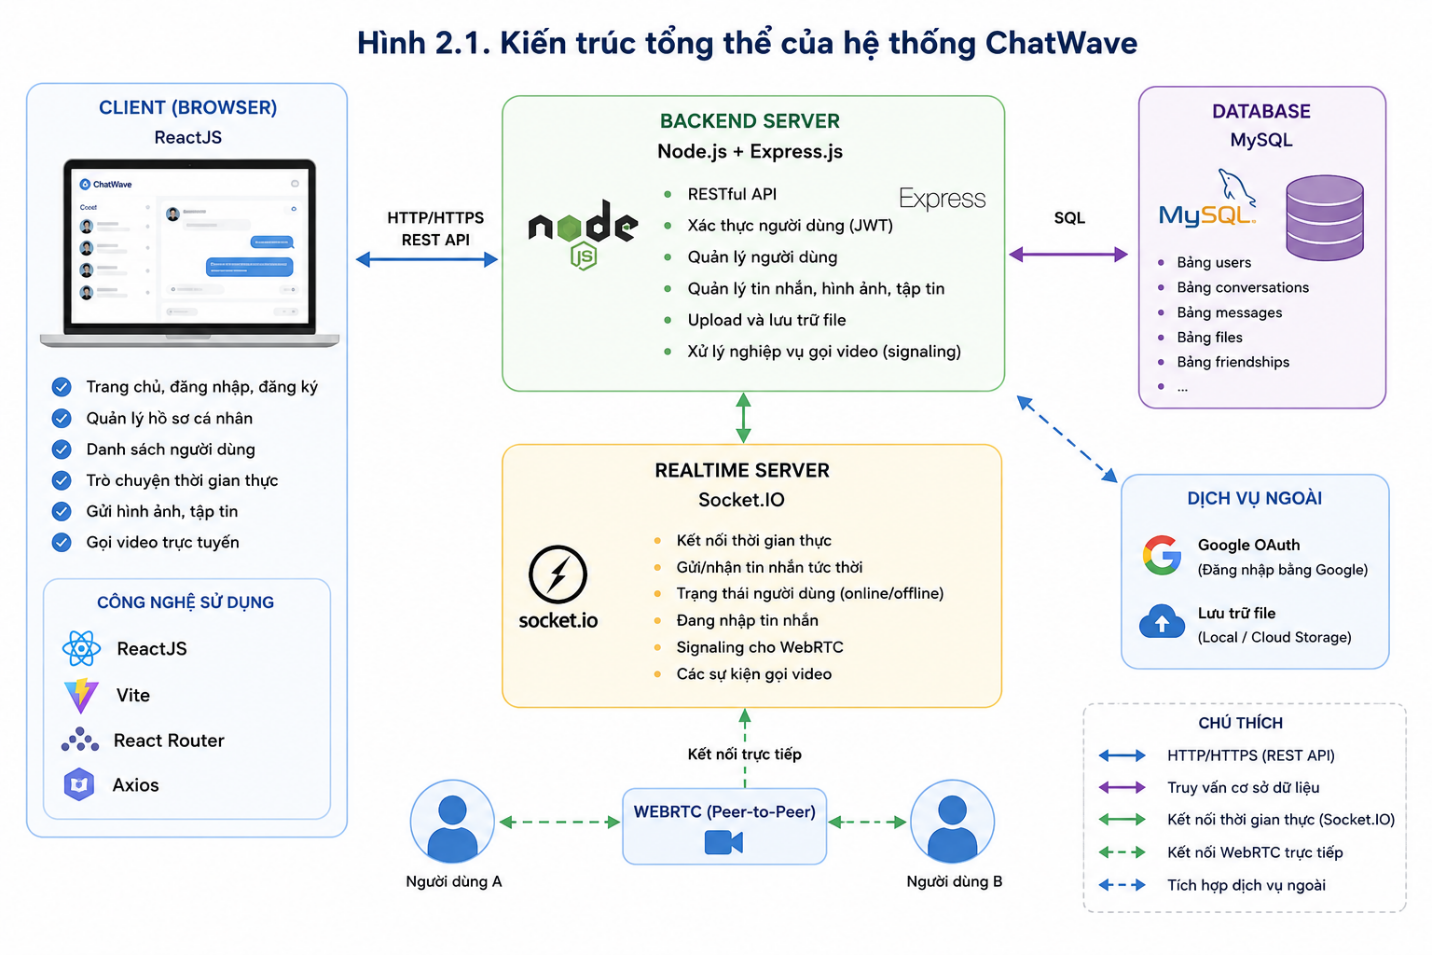 Hình 2.1. Kiến trúc tổng thể của hệ thống ChatWave
CLIENT (BROWSER)
ReactJS
ChatWave
Trang chủ, đăng nhập, đăng ký
Quản lý hồ sơ cá nhân
Danh sách người dùng
Trò chuyện thời gian thực
Gửi hình ảnh, tập tin
Gọi video trực tuyến
CÔNG NGHỆ SỬ DỤNG
ReactJS
Vite
React Router
Axios
HTTP/HTTPS
REST API
BACKEND SERVER
Node.js + Express.js
node
JS
Express
RESTful API
Xác thực người dùng (JWT)
Quản lý người dùng
Quản lý tin nhắn, hình ảnh, tập tin
Upload và lưu trữ file
Xử lý nghiệp vụ gọi video (signaling)
SQL
DATABASE
MySQL
MySQL
Bảng users
Bảng conversations
Bảng messages
Bảng files
Bảng friendships
...
REALTIME SERVER
Socket.IO
socket.io
Kết nối thời gian thực
Gửi/nhận tin nhắn tức thời
Trạng thái người dùng (online/offline)
Đang nhập tin nhắn
Signaling cho WebRTC
Các sự kiện gọi video
DỊCH VỤ NGOÀI
Google OAuth
(Đăng nhập bằng Google)
Lưu trữ file
(Local / Cloud Storage)
Kết nối trực tiếp
WEBRTC (Peer-to-Peer)
Người dùng A
Người dùng B
CHÚ THÍCH
HTTP/HTTPS (REST API)
Truy vấn cơ sở dữ liệu
Kết nối thời gian thực (Socket.IO)
Kết nối WebRTC trực tiếp
Tích hợp dịch vụ ngoài